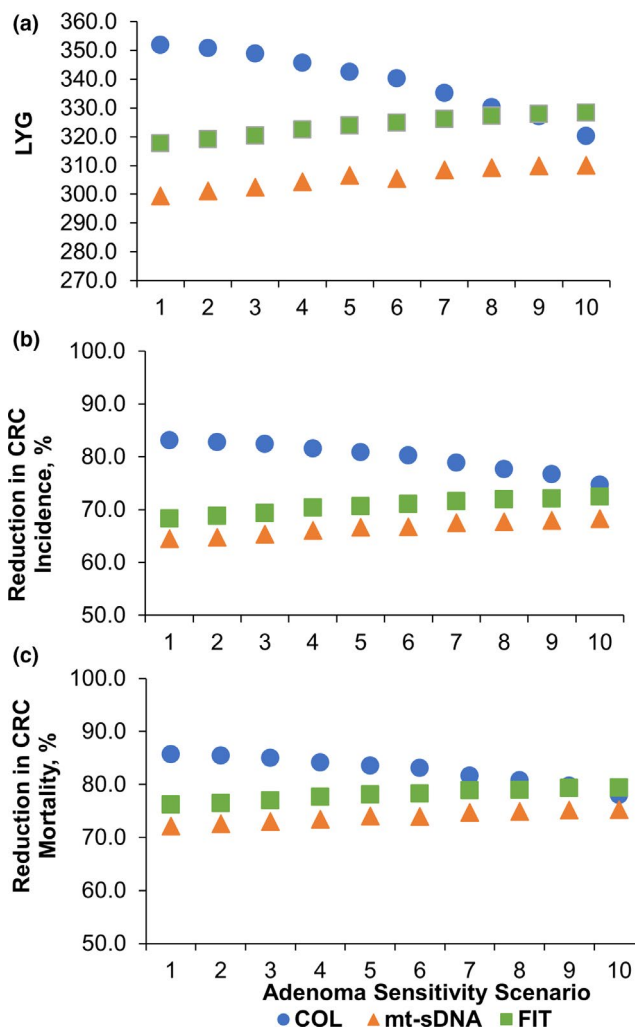 (a)
360.0
350.0
340.0
330.0
320.0
310.0
300.0
290.0
280.0
270.0
LYG
1 2 3 4 5 6 7 8 9 10
(b)
100.0
90.0
80.0
70.0
60.0
50.0
Reduction in CRC
Incidence, %
1 2 3 4 5 6 7 8 9 10
(c)
100.0
90.0
80.0
70.0
60.0
50.0
Reduction in CRC
Mortality, %
1 2 3 4 5 6 7 8 9 10
Adenoma Sensitivity Scenario
COL mt-sDNA FIT